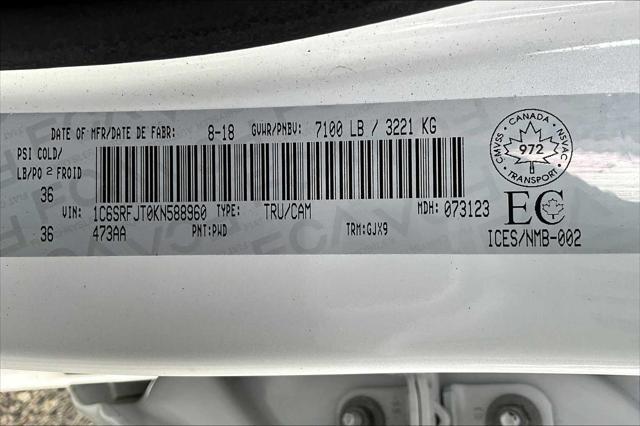 DATE OF MFR/DATE DE FABR: 8-18 GVWR/PNBV: 7100 LB / 3221 KG
PSI COLD/
LB/PO 2 FROID
36
VIN: 1C6SRFJT0KN588960 TYPE: TRU/CAM MDH: 073123
36 473AA PNT:PWD TRM:GJX9
CANADA
CMVSS 972 NSVAC
TRANSPORT
EC
ICES/NMB-002